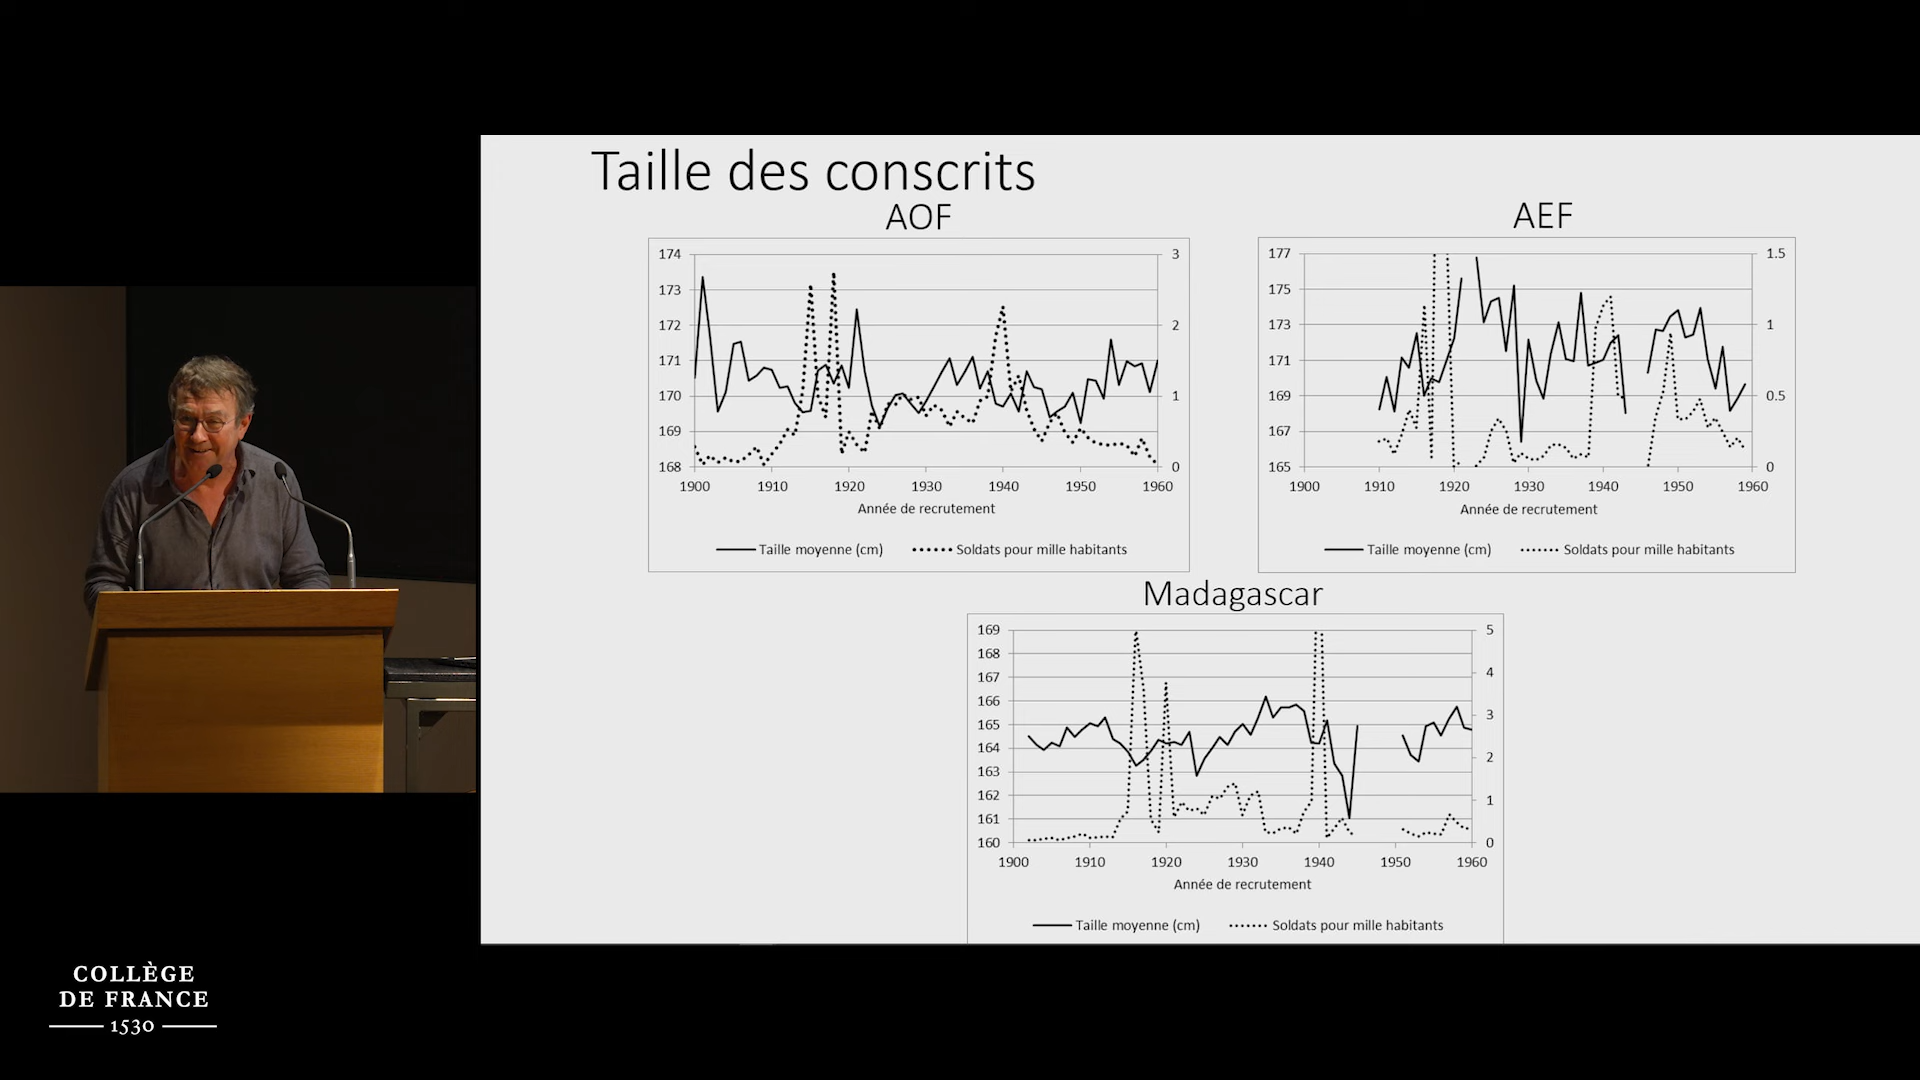 Taille des conscrits
AOF
174
173
172
171
170
169
168
3
2
1
0
1900 1910 1920 1930 1940 1950 1960
Année de recrutement
Taille moyenne (cm) Soldats pour mille habitants
AEF
177
175
173
171
169
167
165
1.5
1
0.5
0
1900 1910 1920 1930 1940 1950 1960
Année de recrutement
Taille moyenne (cm) Soldats pour mille habitants
Madagascar
169
168
167
166
165
164
163
162
161
160
5
4
3
2
1
0
1900 1910 1920 1930 1940 1950 1960
Année de recrutement
Taille moyenne (cm) Soldats pour mille habitants
COLLÈGE
DE FRANCE
1530